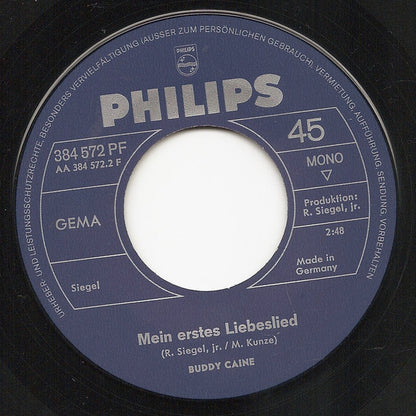 URHEBER- UND LEISTUNGSSCHUTZRECHTE, BESONDERS VERVIELFÄLTIGUNG (AUSSER ZUM PERSÖNLICHEN GEBRAUCH), VERMIETUNG, AUFFÜHRUNG, SENDUNG VORBEHALTEN
PHILIPS
PHILIPS
384 572 PF
AA 384 572.2 F
GEMA
Siegel
45
MONO
Produktion:
R. Siegel, jr.
2:48
Made in
Germany
Mein erstes Liebeslied
(R. Siegel, jr. / M. Kunze)
BUDDY CAINE